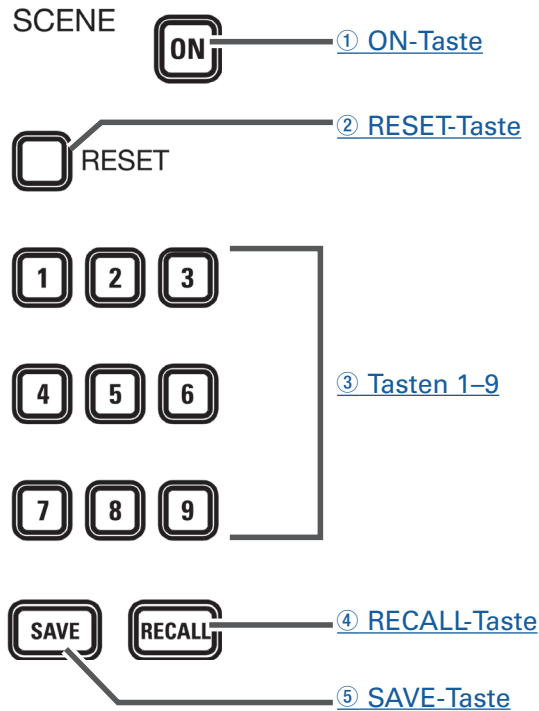 SCENE
ON
① ON-Taste
② RESET-Taste
RESET
1 2 3
③ Tasten 1–9
4 5 6
7 8 9
SAVE RECALL
④ RECALL-Taste
⑤ SAVE-Taste